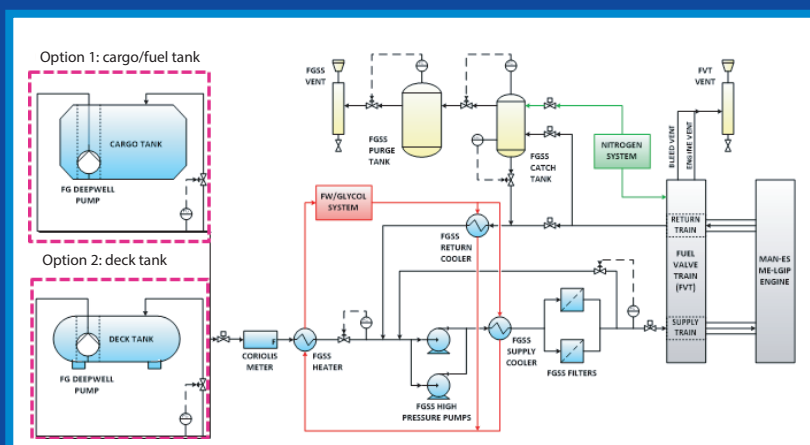 Option 1: cargo/fuel tank
CARGO TANK
FG DEEPWELL
PUMP
Option 2: deck tank
DECK TANK
FG DEEPWELL
PUMP
FGSS
VENT
FGSS
PURGE
TANK
FGSS
CATCH
TANK
NITROGEN
SYSTEM
BLEED VENT
ENGINE VENT
FVT
VENT
FW/GLYCOL
SYSTEM
FGSS
RETURN
COOLER
RETURN
TRAIN
FUEL
VALVE
TRAIN
(FVT)
SUPPLY
TRAIN
MAN-ES
ME-LGIP
ENGINE
F
CORIOLIS
METER
FGSS
HEATER
FGSS HIGH
PRESSURE PUMPS
FGSS
SUPPLY
COOLER
FGSS FILTERS